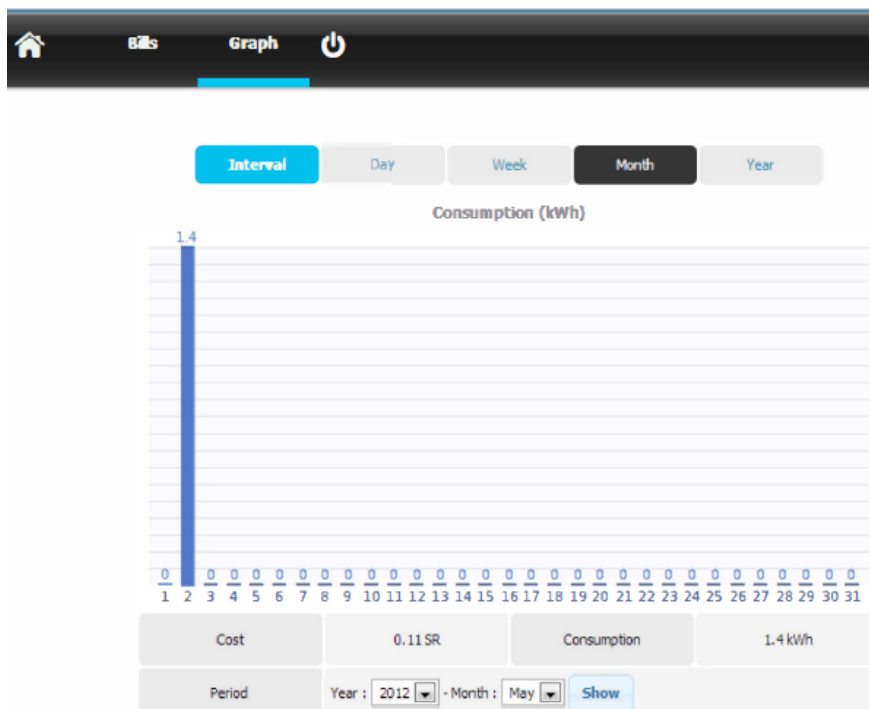 Bills Graph
Interval Day Week Month Year
Consumption (kWh)
1.4
0 0 0 0 0 0 0 0 0 0 0 0 0 0 0 0 0 0 0 0 0 0 0 0 0 0 0 0 0 0
1 2 3 4 5 6 7 8 9 10 11 12 13 14 15 16 17 18 19 20 21 22 23 24 25 26 27 28 29 30 31
Cost 0.11 SR Consumption 1.4 kWh
Period Year : 2012 - Month : May Show